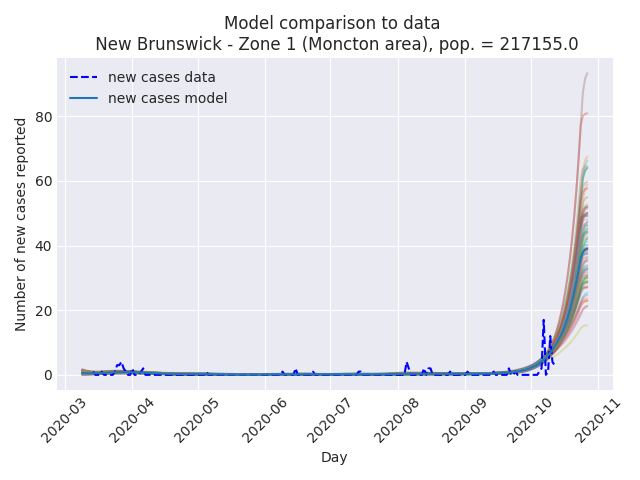 Model comparison to data
New Brunswick - Zone 1 (Moncton area), pop. = 217155.0
new cases data
new cases model
Number of new cases reported
80
60
40
20
0
2020-03
2020-04
2020-05
2020-06
2020-07
2020-08
2020-09
2020-10
2020-11
Day